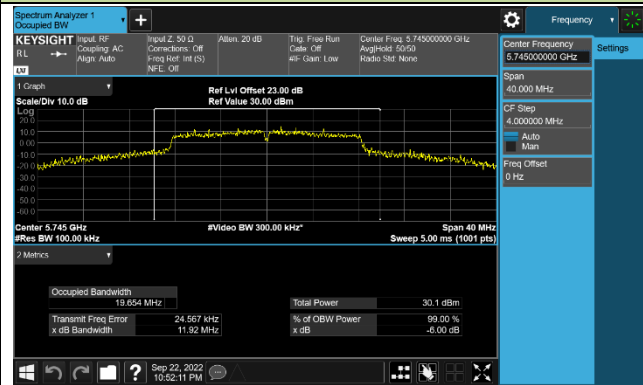 Spectrum Analyzer 1
Occupied BW
Frequency
KEYSIGHT
RL
LXI
Input: RF
Coupling: AC
Align: Auto
Input Z: 50 Ω
Corrections: Off
Freq Ref: Int (S)
NFE: Off
Atten: 20 dB
Trig: Free Run
Gate: Off
#IF Gain: Low
Center Freq: 5.745000000 GHz
Avg|Hold: 50/50
Radio Std: None
Center Frequency
5.745000000 GHz
Settings
Span
40.000 MHz
CF Step
4.000000 MHz
Auto
Man
Freq Offset
0 Hz
1 Graph
Ref Lvl Offset 23.00 dB
Scale/Div 10.0 dB
Ref Value 30.00 dBm
Log
20.0
10.0
0.00
-10.0
-20.0
-30.0
-40.0
-50.0
-60.0
Center 5.745 GHz
#Video BW 300.00 kHz*
Span 40 MHz
#Res BW 100.00 kHz
Sweep 5.00 ms (1001 pts)
2 Metrics
Occupied Bandwidth
19.654 MHz
Total Power 30.1 dBm
Transmit Freq Error 24.567 kHz
% of OBW Power 99.00 %
x dB Bandwidth 11.92 MHz
x dB -6.00 dB
?
Sep 22, 2022
10:52:11 PM